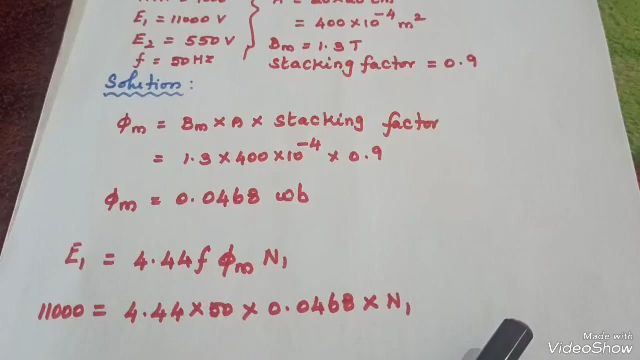 E₁ = 11000 V
= 400×10⁻⁴ m²
E₂ = 550 V
Bm = 1.3 T
f = 50 Hz
stacking factor = 0.9
Solution :
ϕm = Bm × A × stacking factor
= 1.3 × 400×10⁻⁴ × 0.9
ϕm = 0.0468 wb
E₁ = 4.44 f ϕm N₁
11000 = 4.44 × 50 × 0.0468 × N₁
Made With
VideoShow